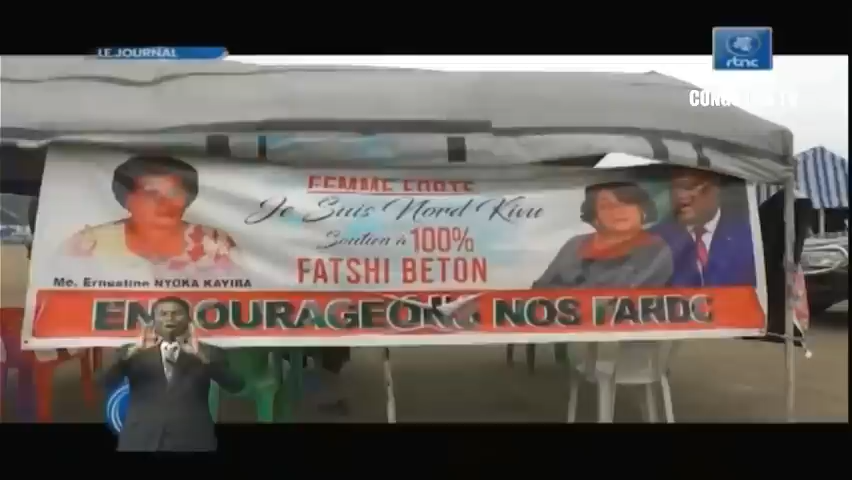 LE JOURNAL
rtnc
FEMME FORTE
Je Suis Nord Kivu
Soutien à 100%
FATSHI BETON
Me. Ernestine NYOKA KAYIBA
ENCOURAGEONS NOS FARDC